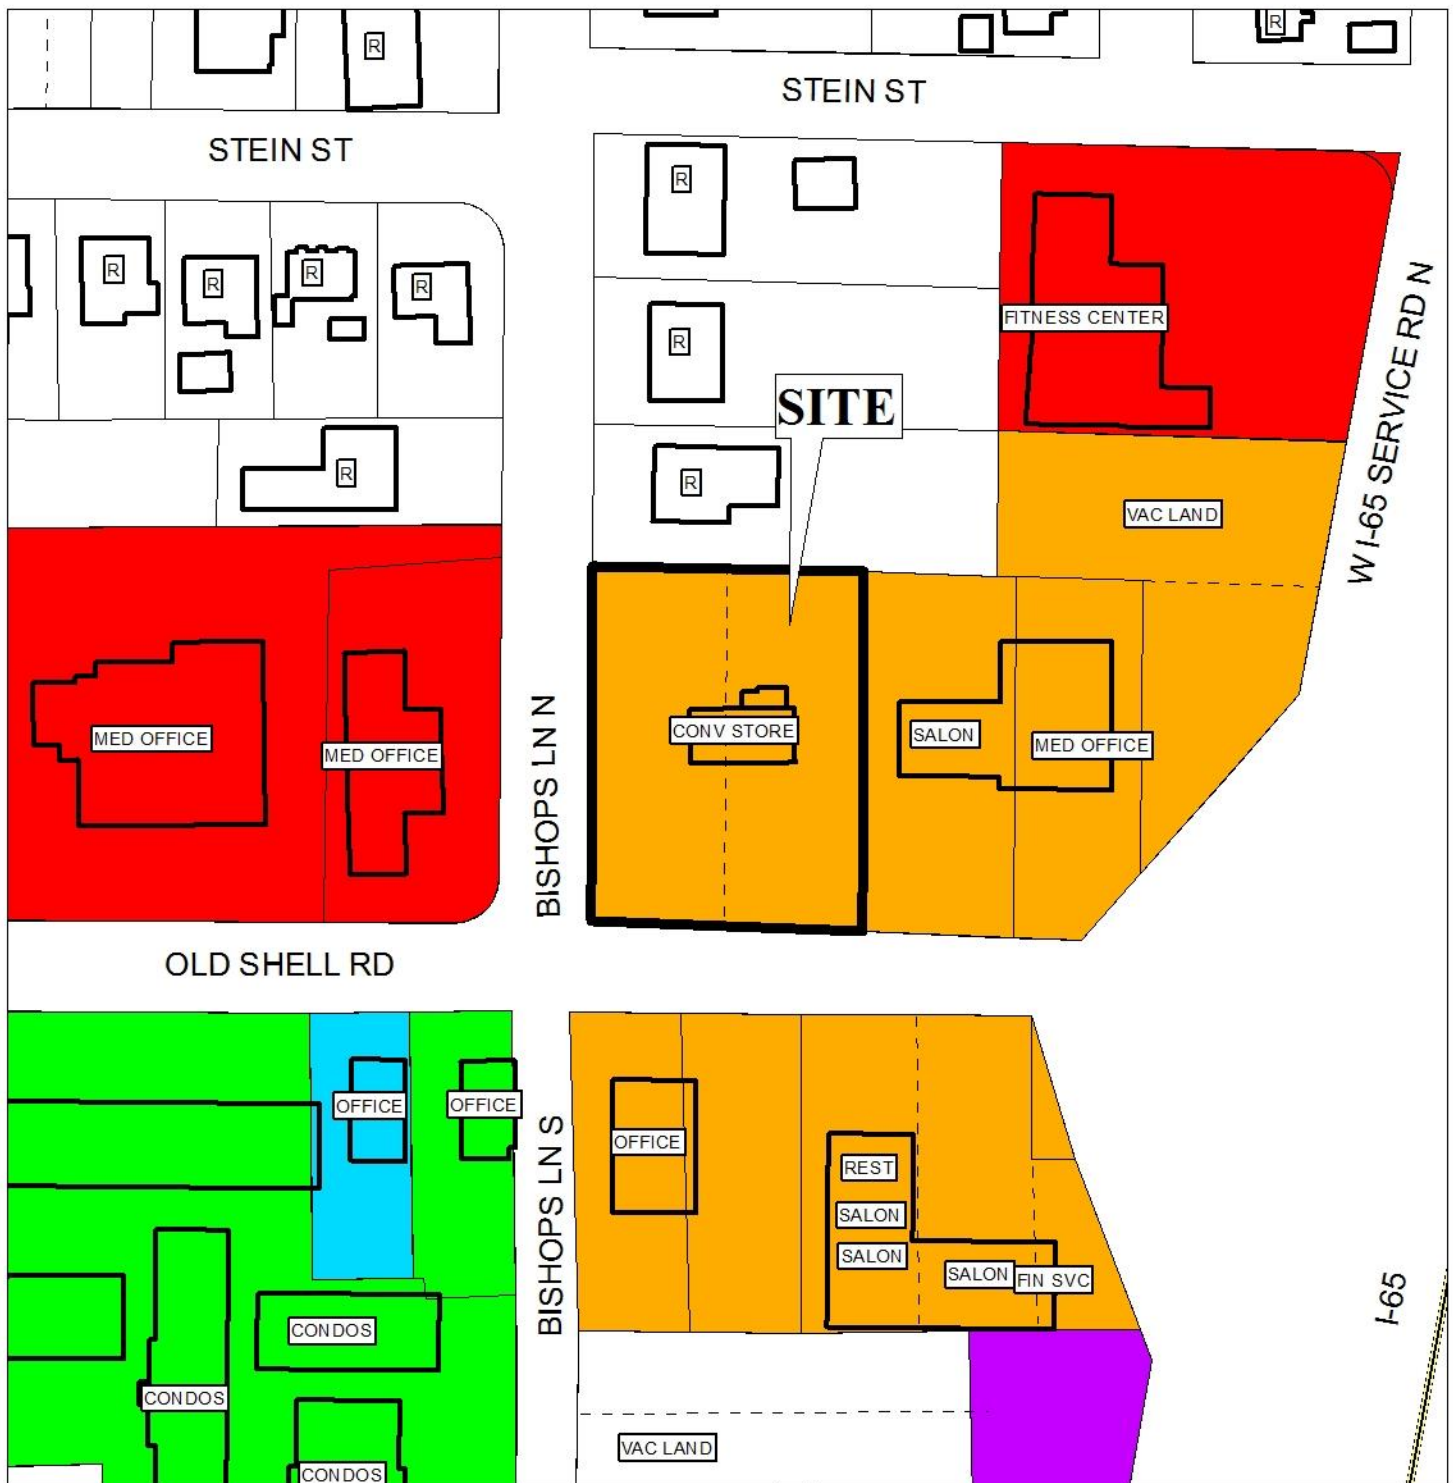 R
R
STEIN ST
STEIN ST
R
R
R
R
R
R
FITNESS CENTER
W I-65 SERVICE RD N
R
SITE
R
R
VAC LAND
MED OFFICE
MED OFFICE
BISHOPS LN N
CONV STORE
SALON
MED OFFICE
OLD SHELL RD
OFFICE
OFFICE
BISHOPS LN S
OFFICE
REST
SALON
SALON
SALON
FIN SVC
I-65
CONDOS
CONDOS
VAC LAND
CONDOS